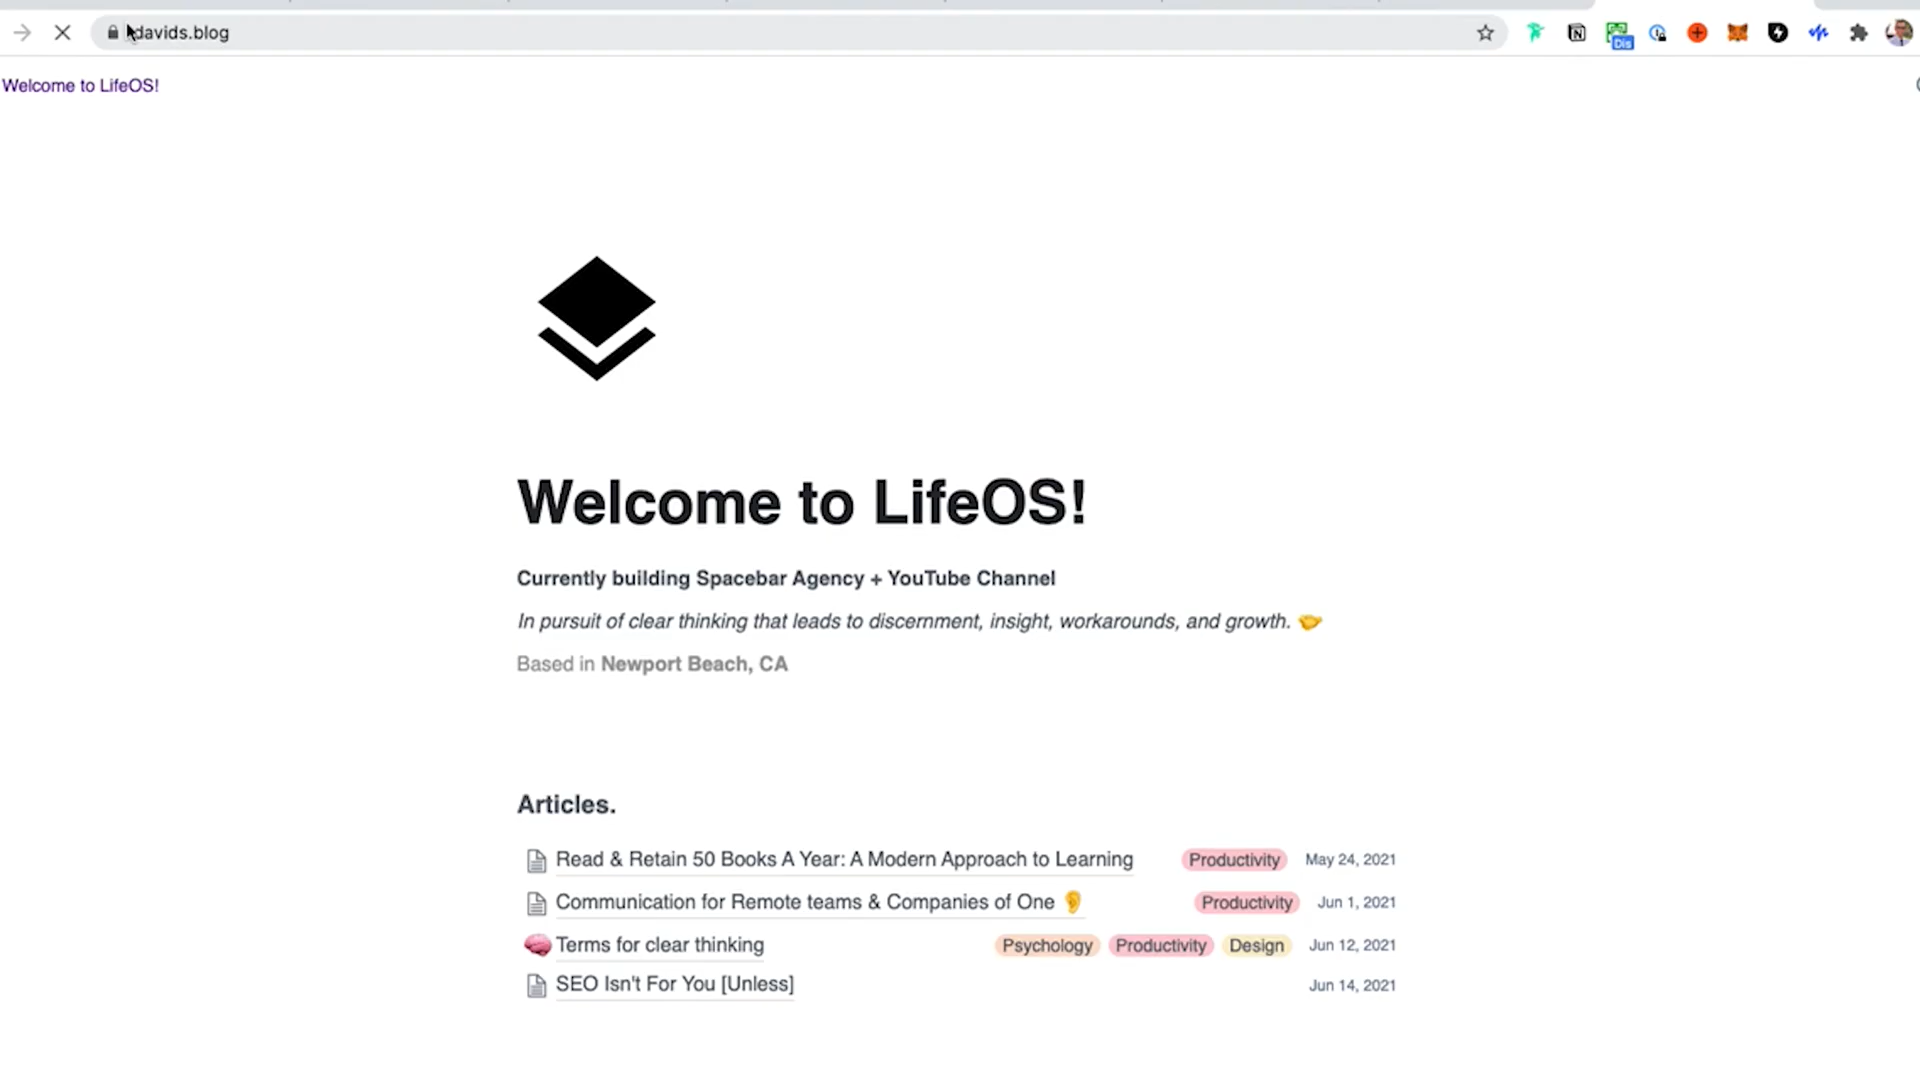 davids.blog
Dis
Welcome to LifeOS!
Welcome to LifeOS!
Currently building Spacebar Agency + YouTube Channel
In pursuit of clear thinking that leads to discernment, insight, workarounds, and growth.
Based in Newport Beach, CA
Articles.
Read & Retain 50 Books A Year: A Modern Approach to Learning Productivity May 24, 2021
Communication for Remote teams & Companies of One 👂 Productivity Jun 1, 2021
🧠 Terms for clear thinking Psychology Productivity Design Jun 12, 2021
SEO Isn't For You [Unless] Jun 14, 2021